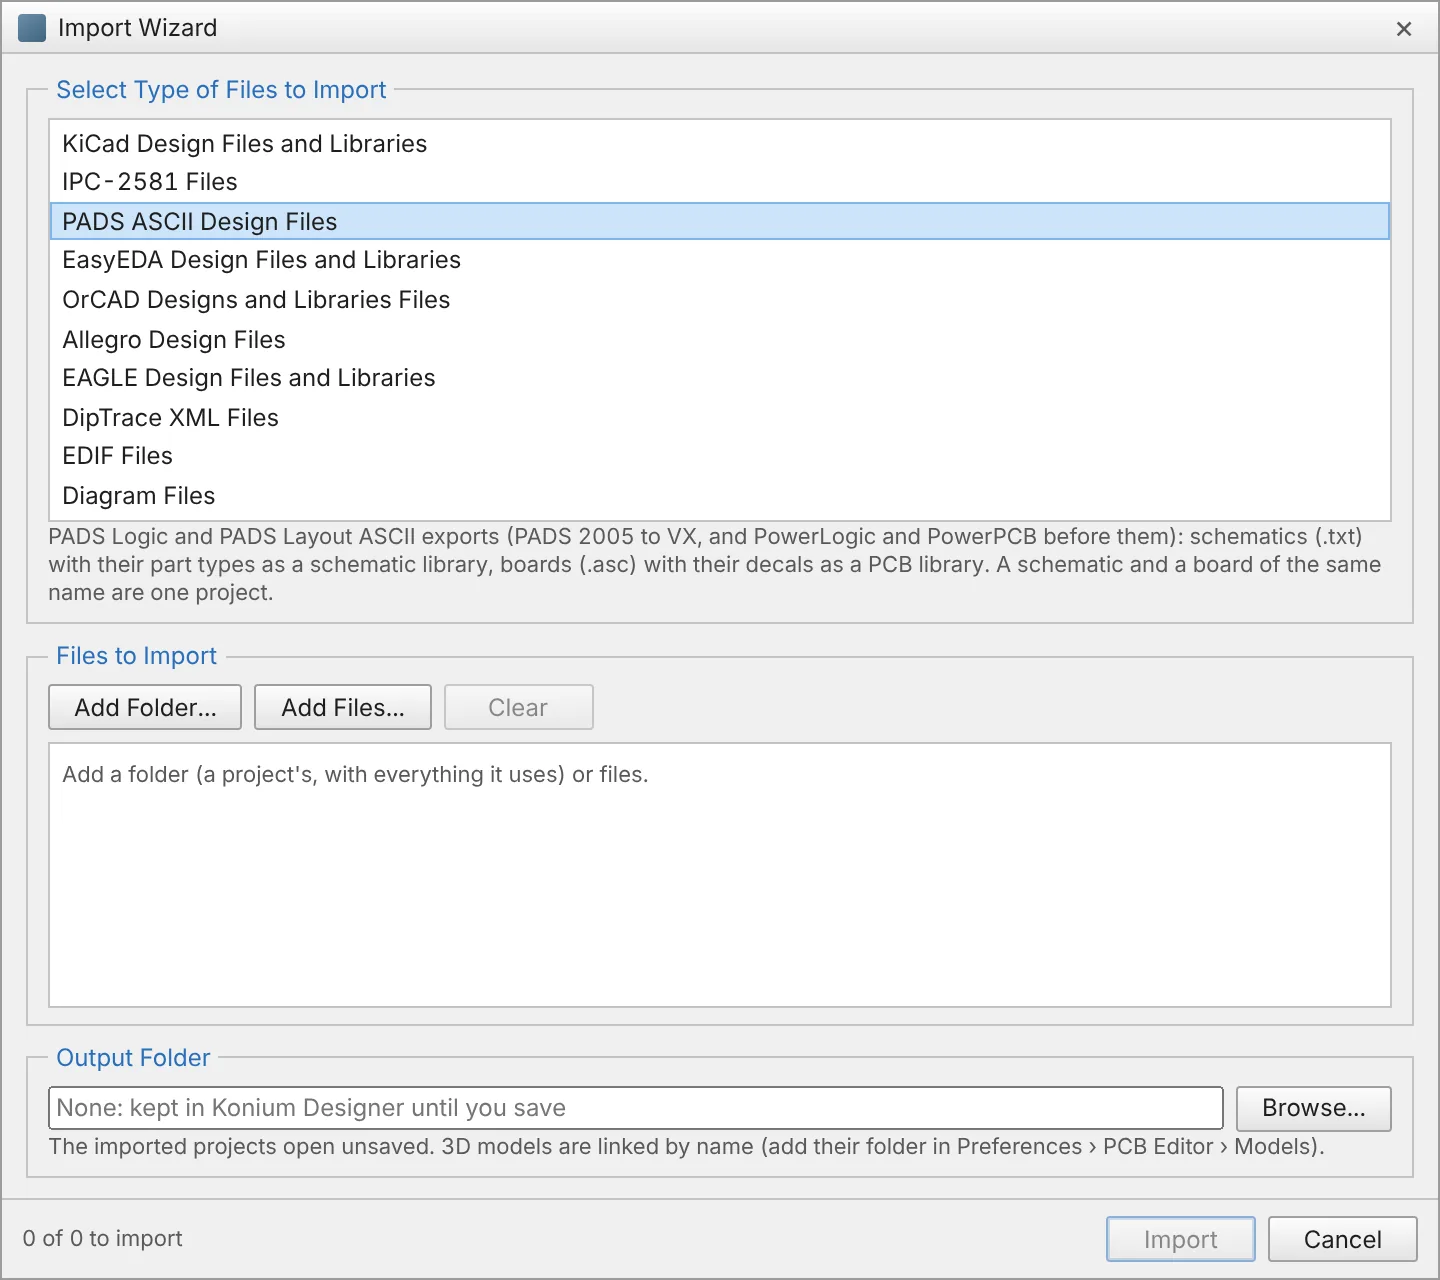 Import Wizard
Select Type of Files to Import
KiCad Design Files and Libraries
IPC-2581 Files
PADS ASCII Design Files
EasyEDA Design Files and Libraries
OrCAD Designs and Libraries Files
Allegro Design Files
EAGLE Design Files and Libraries
DipTrace XML Files
EDIF Files
Diagram Files
PADS Logic and PADS Layout ASCII exports (PADS 2005 to VX, and PowerLogic and PowerPCB before them): schematics (.txt)
with their part types as a schematic library, boards (.asc) with their decals as a PCB library. A schematic and a board of the same
name are one project.
Files to Import
Add Folder... Add Files... Clear
Add a folder (a project's, with everything it uses) or files.
Output Folder
None: kept in Konium Designer until you save Browse...
The imported projects open unsaved. 3D models are linked by name (add their folder in Preferences › PCB Editor › Models).
0 of 0 to import Import Cancel